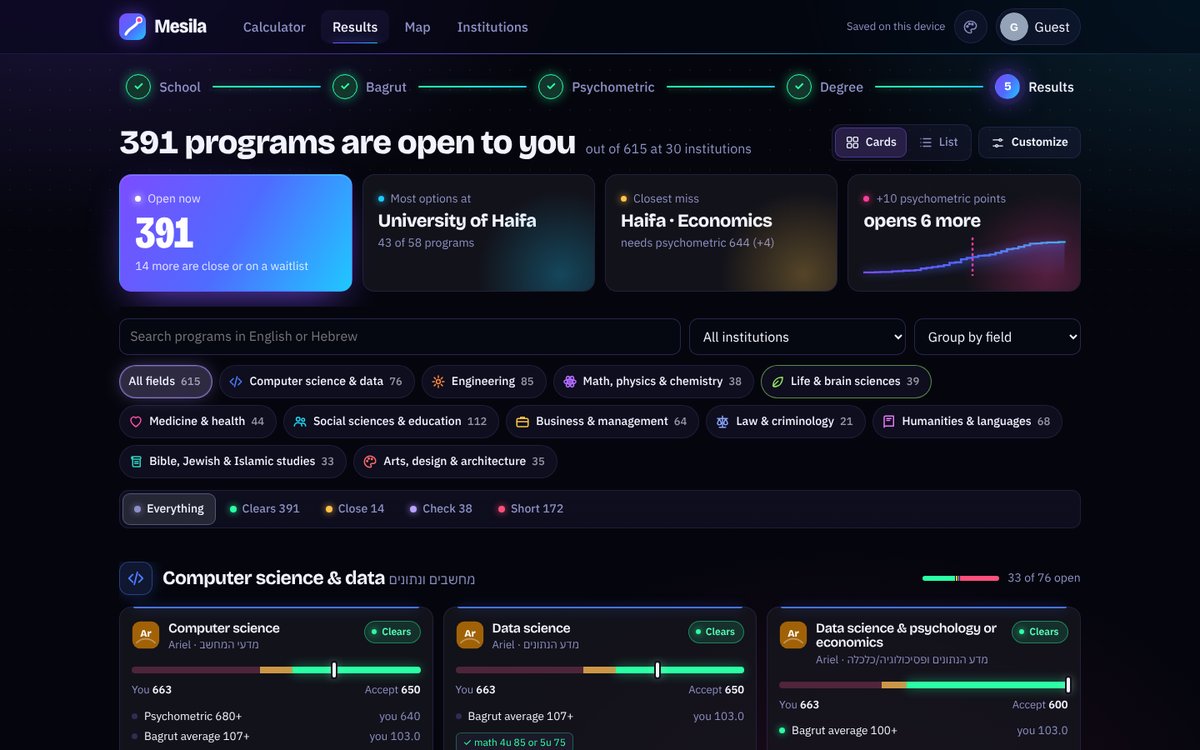 Mesila
Calculator
Results
Map
Institutions
Saved on this device
G
Guest
School
Bagrut
Psychometric
Degree
5
Results
391 programs are open to you
out of 615 at 30 institutions
Cards
List
Customize
Open now
391
14 more are close or on a waitlist
Most options at
University of Haifa
43 of 58 programs
Closest miss
Haifa · Economics
needs psychometric 644 (+4)
+10 psychometric points
opens 6 more
Search programs in English or Hebrew
All institutions
Group by field
All fields 615
Computer science & data 76
Engineering 85
Math, physics & chemistry 38
Life & brain sciences 39
Medicine & health 44
Social sciences & education 112
Business & management 64
Law & criminology 21
Humanities & languages 68
Bible, Jewish & Islamic studies 33
Arts, design & architecture 35
Everything
Clears 391
Close 14
Check 38
Short 172
Computer science & data מחשבים ונתונים
33 of 76 open
Ar
Computer science
Ariel · מדעי המחשב
Clears
You 663
Accept 650
Psychometric 680+
you 640
Bagrut average 107+
you 103.0
Ar
Data science
Ariel · מדע הנתונים
Clears
You 663
Accept 650
Bagrut average 107+
you 103.0
✓ math 4u 85 or 5u 75
Ar
Data science & psychology or
economics
Ariel · מדע הנתונים ופסיכולוגיה/כלכלה
Clears
You 663
Accept 600
Bagrut average 100+
you 103.0